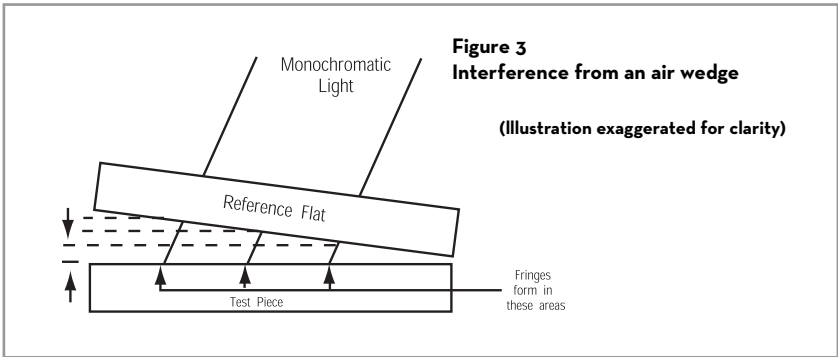 Figure 3
Interference from an air wedge
(Illustration exaggerated for clarity)
Monochromatic
Light
Reference Flat
Test Piece
Fringes
form in
these areas